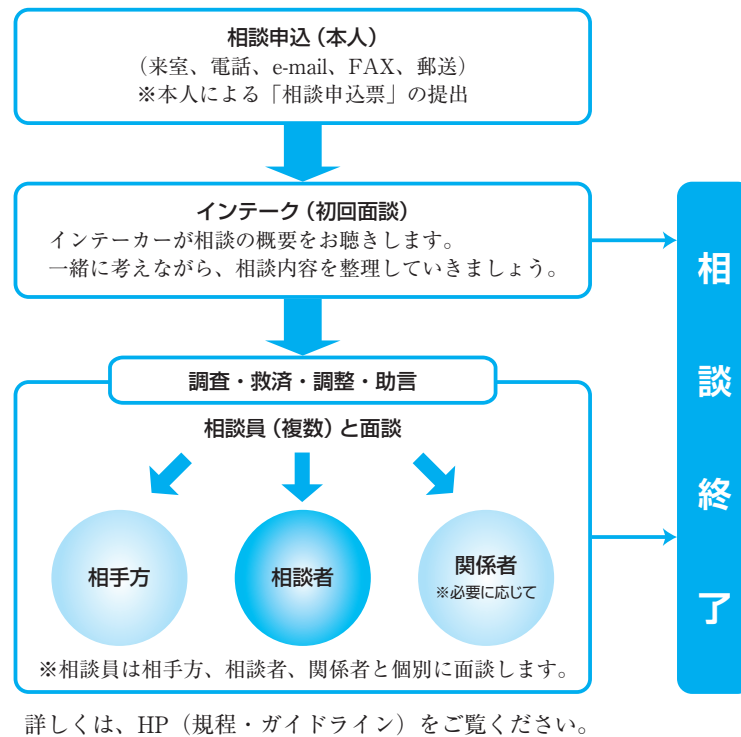 相談申込（本人）
（来室、電話、e-mail、FAX、郵送）
※本人による「相談申込票」の提出
インテーク（初回面談）
インテーカーが相談の概要をお聴きします。
一緒に考えながら、相談内容を整理していきましょう。
調査・救済・調整・助言
相談員（複数）と面談
相手方
相談者
関係者
※必要に応じて
※相談員は相手方、相談者、関係者と個別に面談します。
相談終了
詳しくは、HP（規程・ガイドライン）をご覧ください。